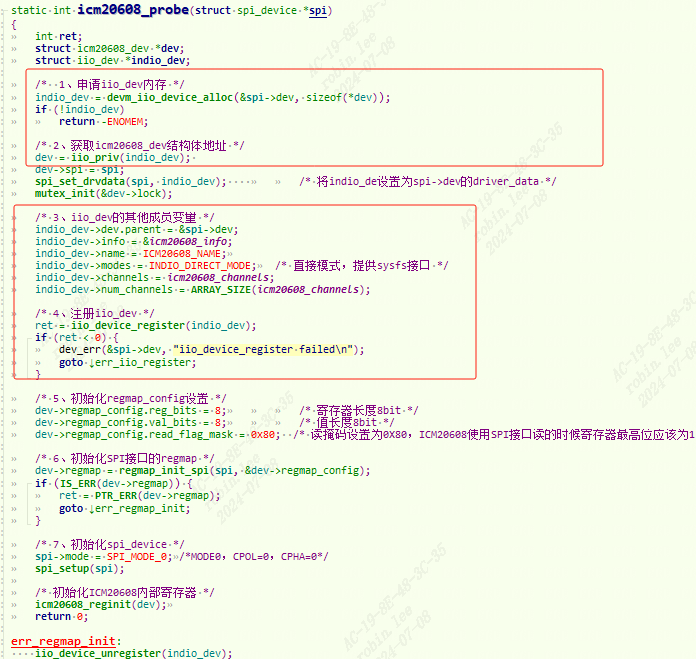 static int icm20608_probe(struct spi_device *spi)
{
int ret;
struct icm20608_dev *dev;
struct iio_dev *indio_dev;
/* 1、申请iio_dev内存 */
indio_dev = devm_iio_device_alloc(&spi->dev, sizeof(*dev));
if (!indio_dev)
return -ENOMEM;
/* 2、获取icm20608_dev结构体地址 */
dev = iio_priv(indio_dev);
dev->spi = spi;
spi_set_drvdata(spi, indio_dev); /* 将indio_de设置为spi->dev的driver_data */
mutex_init(&dev->lock);
/* 3、iio_dev的其他成员变量 */
indio_dev->dev.parent = &spi->dev;
indio_dev->info = &icm20608_info;
indio_dev->name = ICM20608_NAME;
indio_dev->modes = INDIO_DIRECT_MODE; /* 直接模式，提供sysfs接口 */
indio_dev->channels = icm20608_channels;
indio_dev->num_channels = ARRAY_SIZE(icm20608_channels);
/* 4、注册iio_dev */
ret = iio_device_register(indio_dev);
if (ret < 0) {
dev_err(&spi->dev, "iio_device_register failed\n");
goto ↓err_iio_register;
}
/* 5、初始化regmap_config设置 */
dev->regmap_config.reg_bits = 8; /* 寄存器长度8bit */
dev->regmap_config.val_bits = 8; /* 值长度8bit */
dev->regmap_config.read_flag_mask = 0x80; /* 读掩码设置为0X80，ICM20608使用SPI接口读的时候寄存器最高位应该为1
/* 6、初始化SPI接口的regmap */
dev->regmap = regmap_init_spi(spi, &dev->regmap_config);
if (IS_ERR(dev->regmap)) {
ret = PTR_ERR(dev->regmap);
goto ↓err_regmap_init;
}
/* 7、初始化spi_device */
spi->mode = SPI_MODE_0; /*MODE0，CPOL=0，CPHA=0*/
spi_setup(spi);
/* 初始化ICM20608内部寄存器 */
icm20608_reginit(dev);
return 0;
err_regmap_init:
iio_device_unregister(indio_dev);
AC-19-8E-48-3C-36
robin.lee
2024-07-08